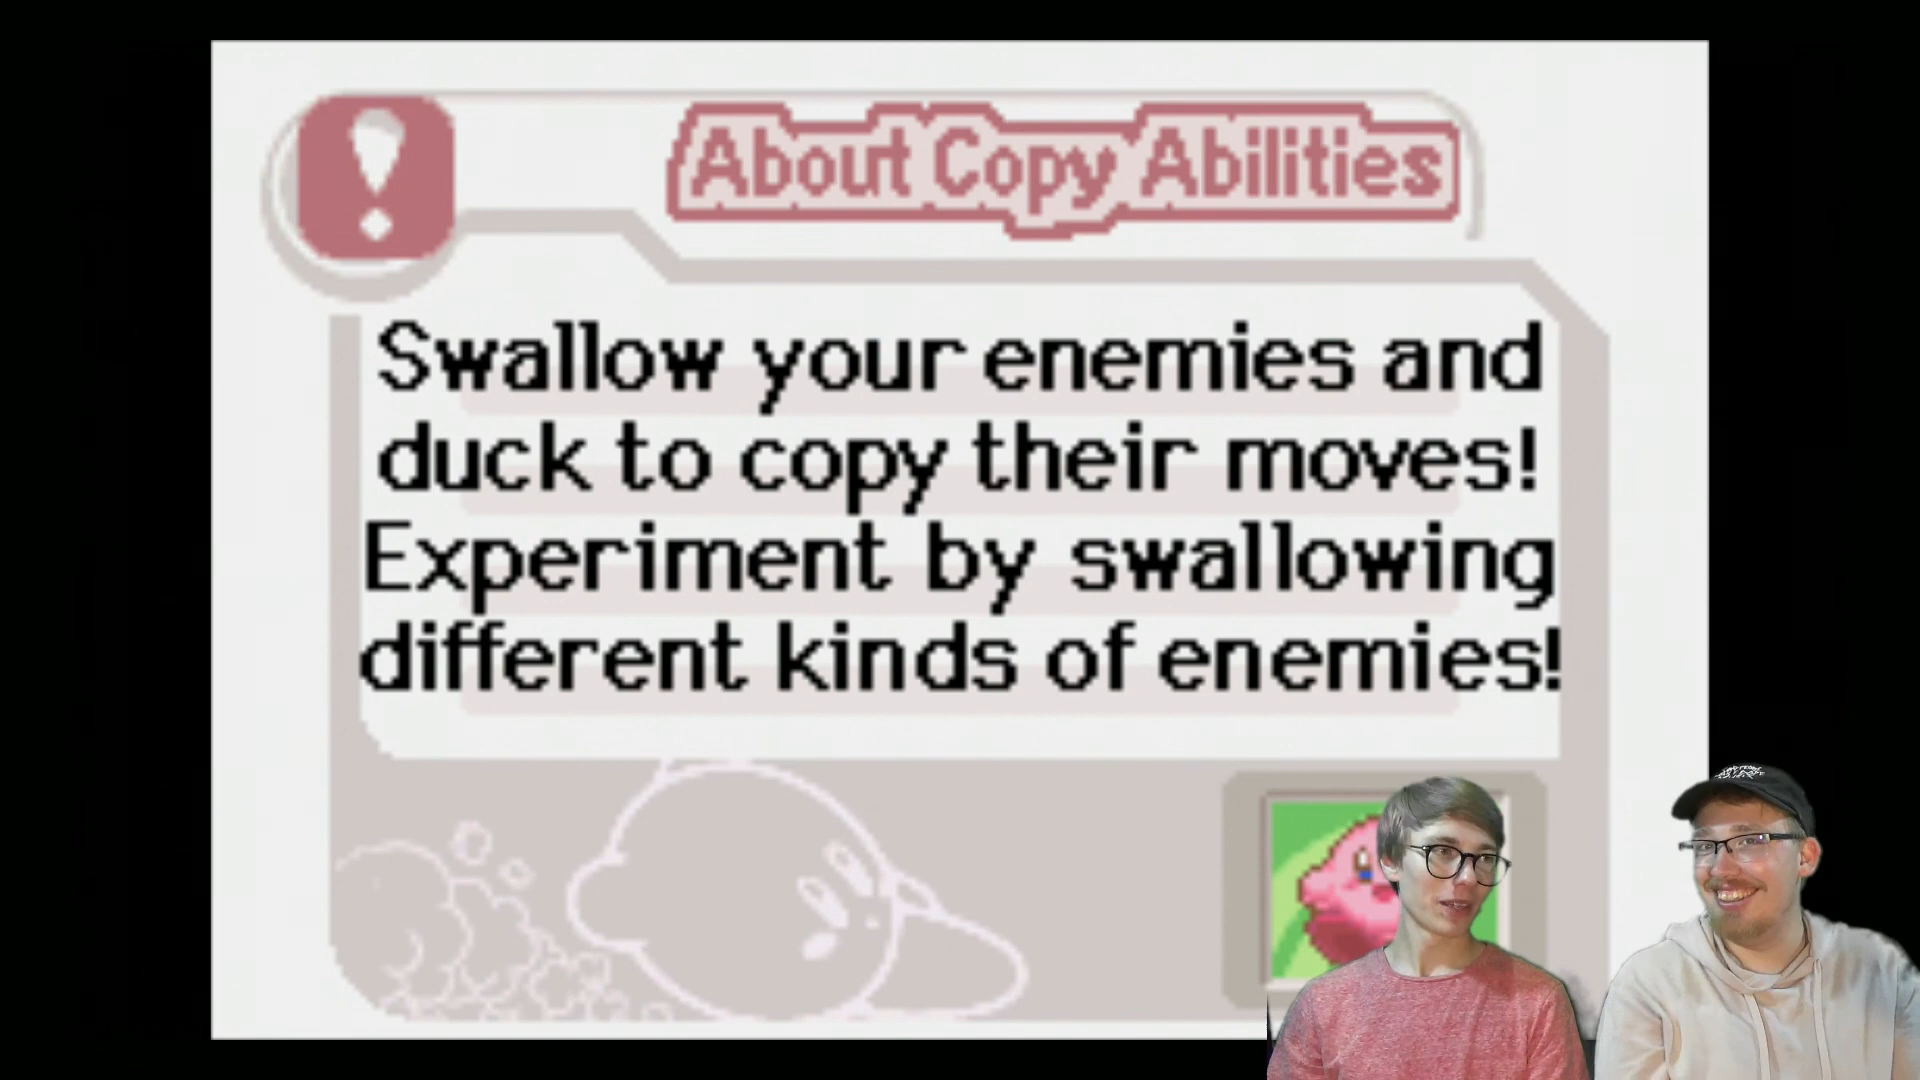 About Copy Abilities
Swallow your enemies and
duck to copy their moves!
Experiment by swallowing
different kinds of enemies!